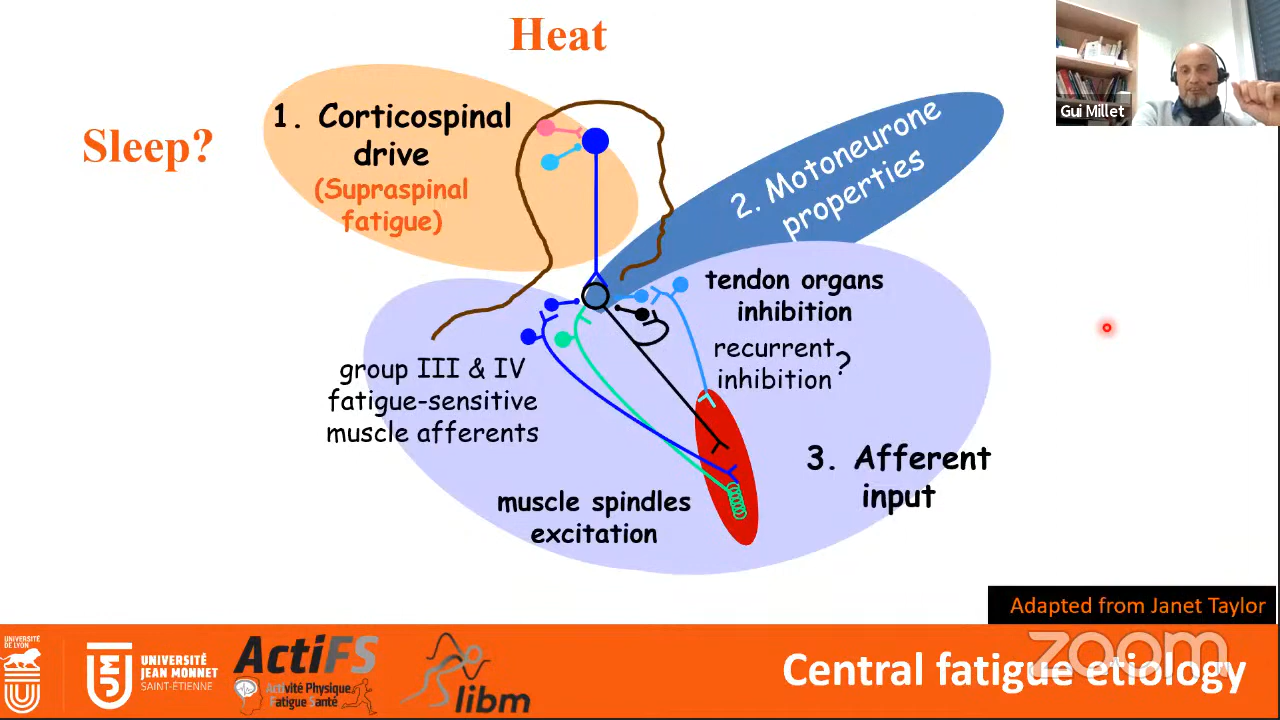 Heat
Gui Millet
Sleep?
1. Corticospinal
drive
(Supraspinal
fatigue)
2. Motoneurone
properties
tendon organs
inhibition
recurrent
inhibition
?
group III & IV
fatigue-sensitive
muscle afferents
3. Afferent
input
muscle spindles
excitation
Adapted from Janet Taylor
zoom
UNIVERSITÉ
DE LYON
UNIVERSITÉ
JEAN MONNET
SAINT-ÉTIENNE
ActiFS
Activité Physique
Fatigue Santé
libm
Central fatigue etiology